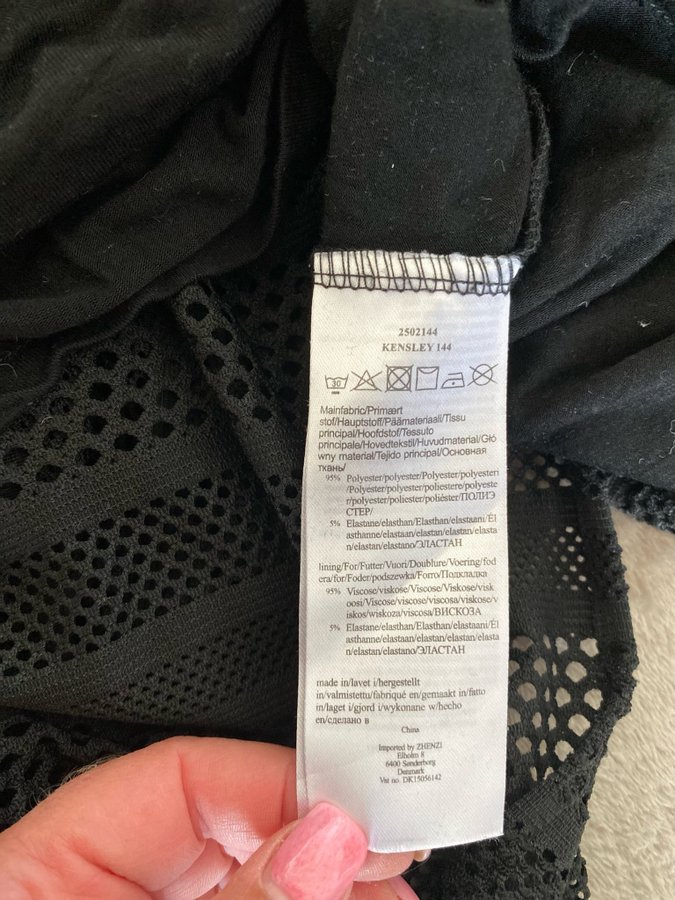 2502144
KENSLEY 144
30
Mainfabric/Primært
stof/Hauptstoff/Päämateriaali/Tissu
principal/Hoofdstof/Tessuto
principale/Hovedtekstil/Huvudmaterial/Głó
wny materiał/Tejido principal/Основная
ткань/
95% Polyester/polyester/Polyester/polyesteri
/Polyester/polyester/poliestere/polyeste
r/polyester/poliester/poliéster/ПОЛИЭ
СТЕР/
5% Elastane/elasthan/Elasthan/elastaani/Él
asthanne/elastaan/elastan/elastan/elasta
n/elastan/elastano/ЭЛАСТАН
lining/For/Futter/Vuori/Doublure/Voering/fod
era/for/Foder/podszewka/Forro/Подкладка
95% Viscose/viskose/Viscose/Viskose/visk
oosi/Viscose/viscose/viscosa/viskose/v
iskos/wiskoza/viscosa/ВИСКОЗА
5% Elastane/elasthan/Elasthan/elastaani/Él
asthanne/elastaan/elastan/elastan/elasta
n/elastan/elastano/ЭЛАСТАН
made in/lavet i/hergestellt
in/valmistettu/fabriqué en/gemaakt in/fatto
in/laget i/gjord i/wykonane w/hecho
en/сделано в
China
Imported by ZHENZI
Elholm 8
6400 Sønderborg
Denmark
Vat no. DK15056142